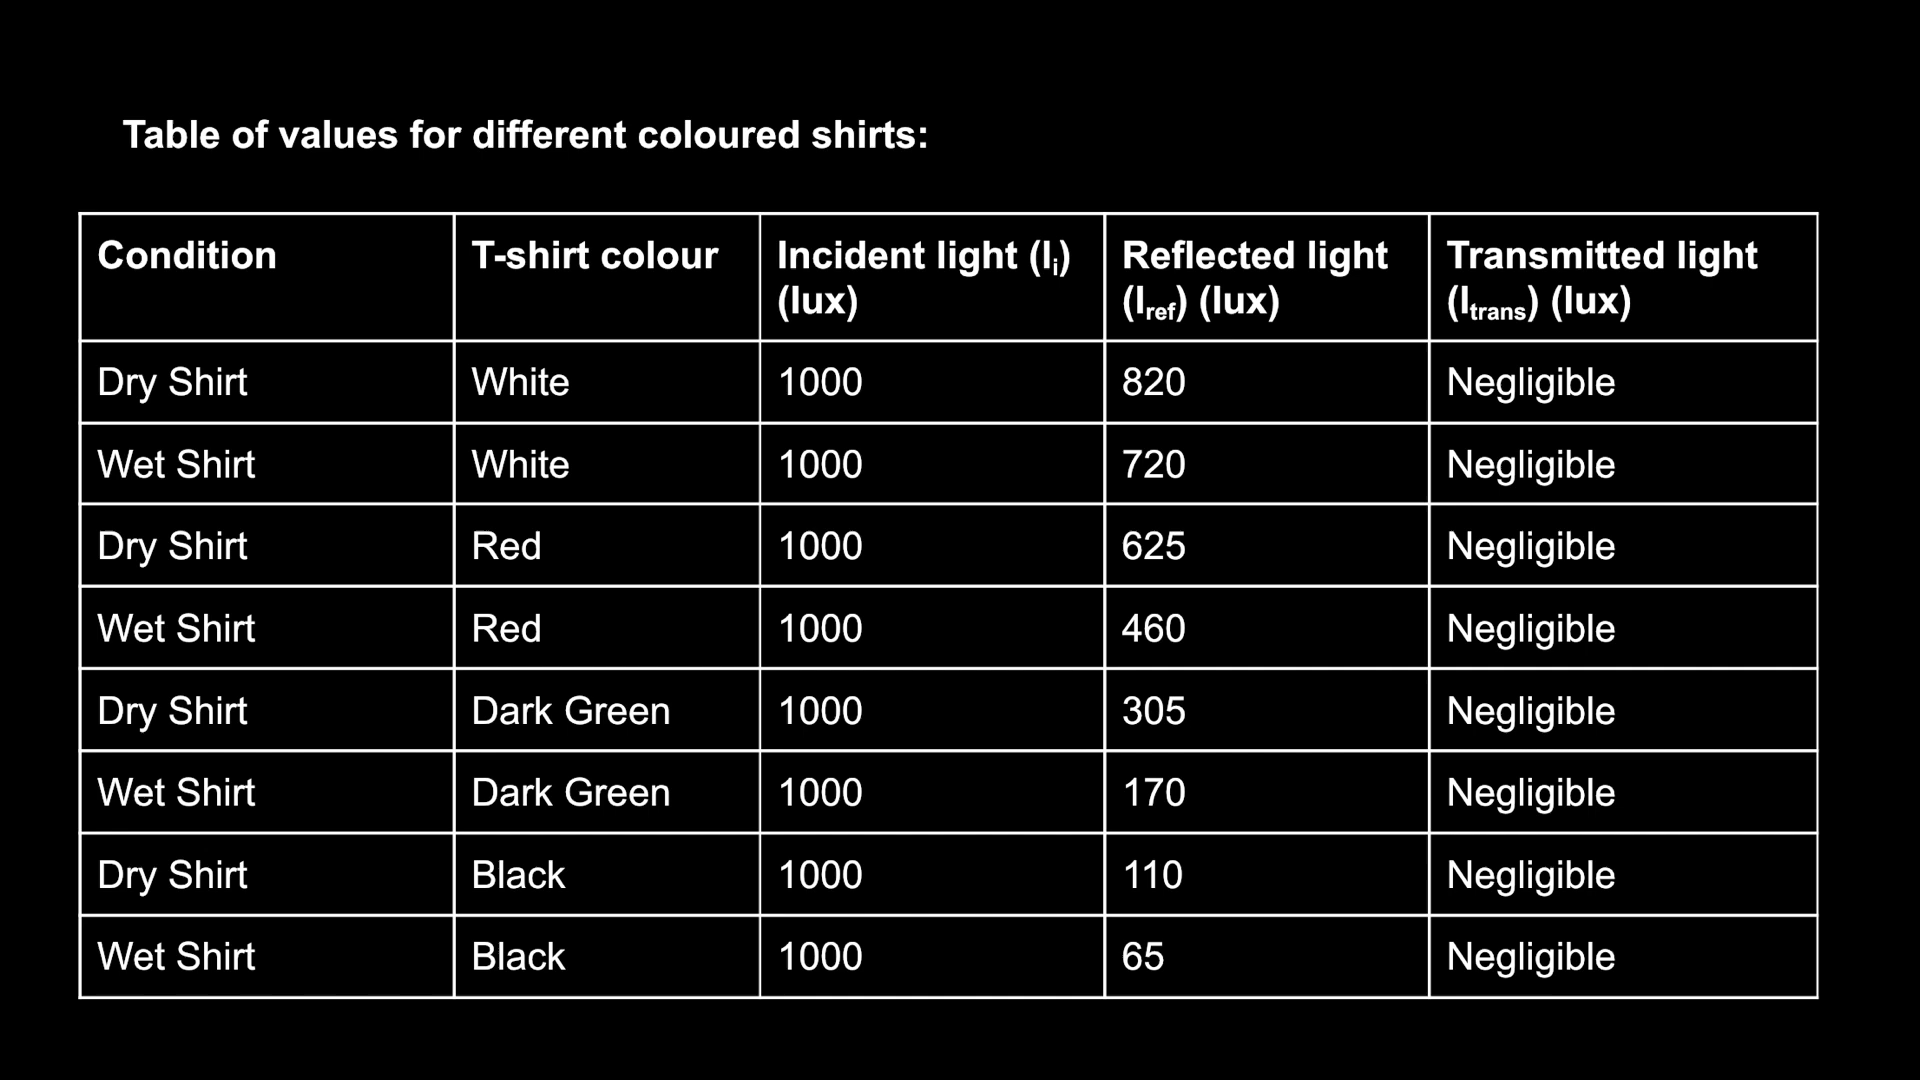 Table of values for different coloured shirts:
Condition T-shirt colour Incident light (Ii) (lux) Reflected light (Iref) (lux) Transmitted light (Itrans) (lux)
Dry Shirt White 1000 820 Negligible
Wet Shirt White 1000 720 Negligible
Dry Shirt Red 1000 625 Negligible
Wet Shirt Red 1000 460 Negligible
Dry Shirt Dark Green 1000 305 Negligible
Wet Shirt Dark Green 1000 170 Negligible
Dry Shirt Black 1000 110 Negligible
Wet Shirt Black 1000 65 Negligible